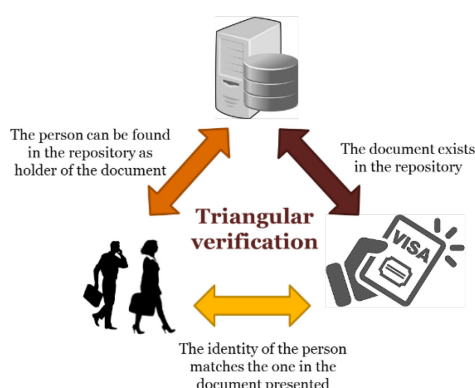 The person can be found
in the repository as
holder of the document
The document exists
in the repository
Triangular
verification
VISA
The identity of the person
matches the one in the
document presented